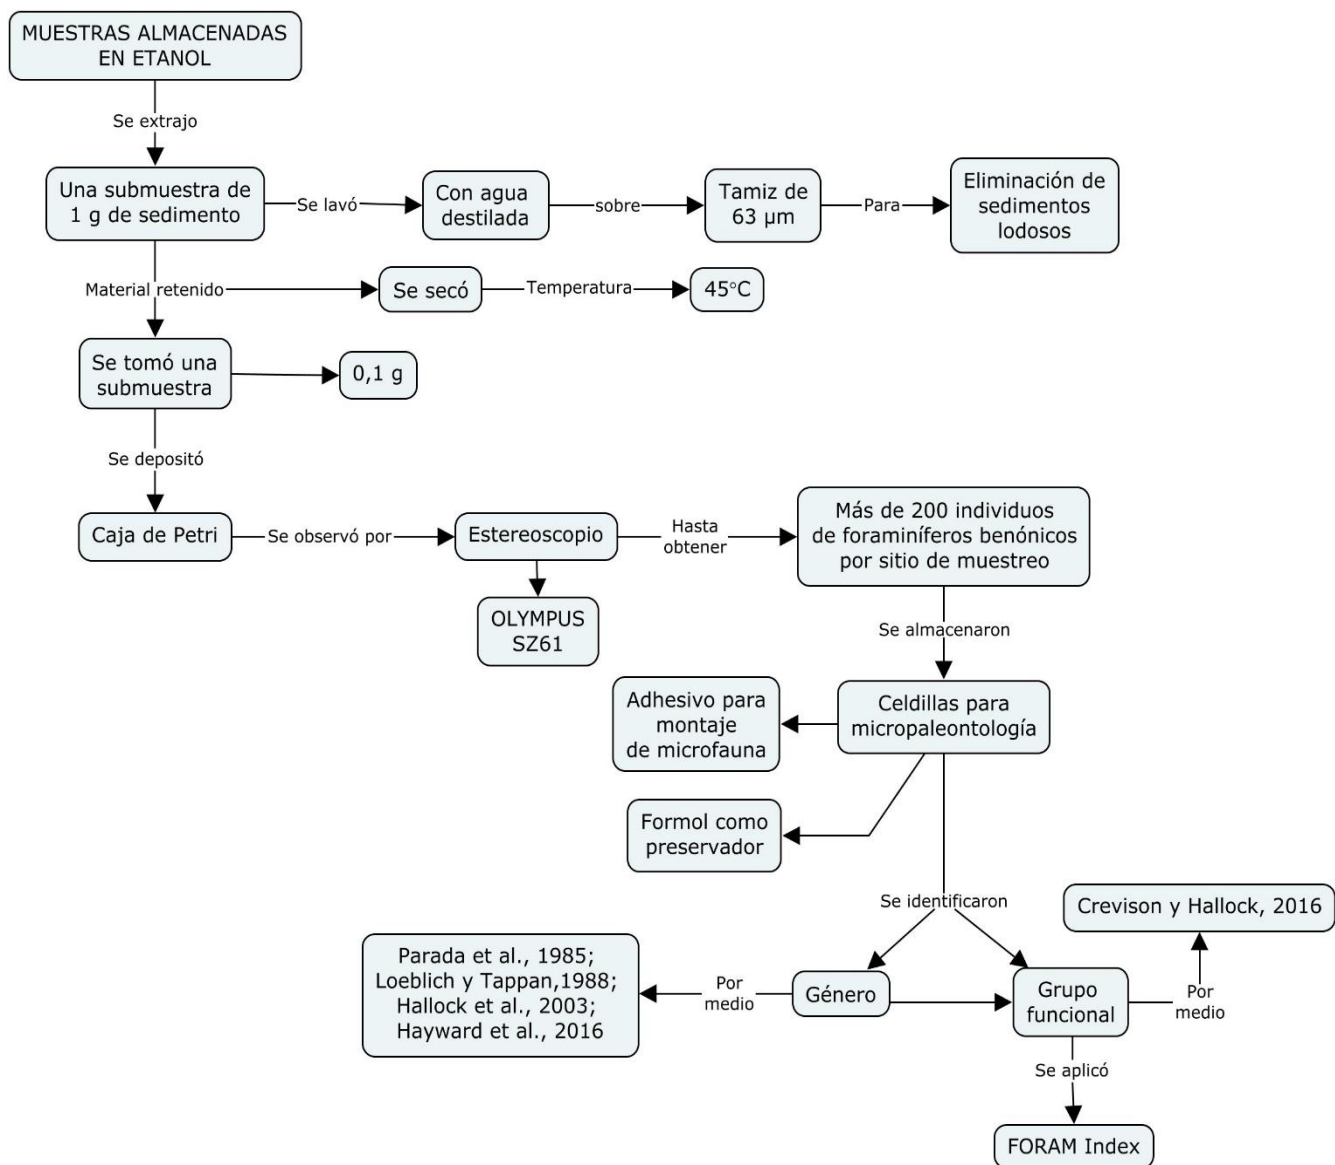 MUESTRAS ALMACENADAS
EN ETANOL
Se extrajo
Una submuestra de
1 g de sedimento
Se lavó
Con agua
destilada
sobre
Tamiz de
63 μm
Para
Eliminación de
sedimentos
lodosos
Material retenido
Se secó
Temperatura
45°C
Se tomó una
submuestra
0,1 g
Se depositó
Caja de Petri
Se observó por
Estereoscopio
Hasta
obtener
Más de 200 individuos
de foraminíferos benónicos
por sitio de muestreo
OLYMPUS
SZ61
Se almacenaron
Celdillas para
micropaleontología
Adhesivo para
montaje
de microfauna
Formol como
preservador
Se identificaron
Crevison y Hallock, 2016
Parada et al., 1985;
Loeblich y Tappan,1988;
Hallock et al., 2003;
Hayward et al., 2016
Por
medio
Género
Grupo
funcional
Por
medio
Se aplicó
FORAM Index